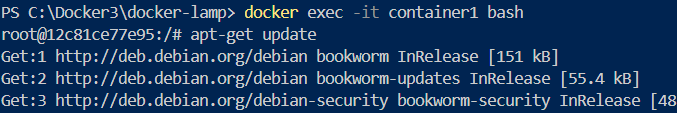 PS C:\Docker3\docker-lamp> docker exec -it container1 bash
root@12c81ce77e95:/# apt-get update
Get:1 http://deb.debian.org/debian bookworm InRelease [151 kB]
Get:2 http://deb.debian.org/debian bookworm-updates InRelease [55.4 kB]
Get:3 http://deb.debian.org/debian-security bookworm-security InRelease [48